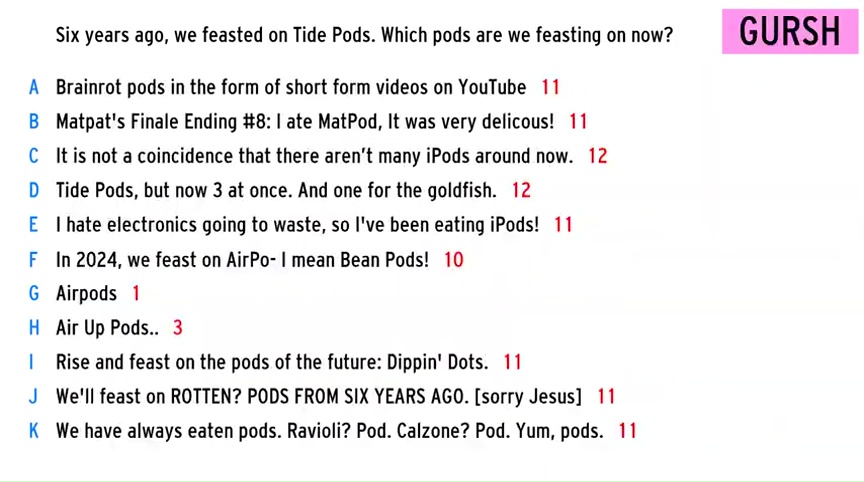 Six years ago, we feasted on Tide Pods. Which pods are we feasting on now?
GURSH
A Brainrot pods in the form of short form videos on YouTube 11
B Matpat's Finale Ending #8: I ate MatPod, It was very delicous! 11
C It is not a coincidence that there aren't many iPods around now. 12
D Tide Pods, but now 3 at once. And one for the goldfish. 12
E I hate electronics going to waste, so I've been eating iPods! 11
F In 2024, we feast on AirPo- I mean Bean Pods! 10
G Airpods 1
H Air Up Pods.. 3
I Rise and feast on the pods of the future: Dippin' Dots. 11
J We'll feast on ROTTEN? PODS FROM SIX YEARS AGO. [sorry Jesus] 11
K We have always eaten pods. Ravioli? Pod. Calzone? Pod. Yum, pods. 11